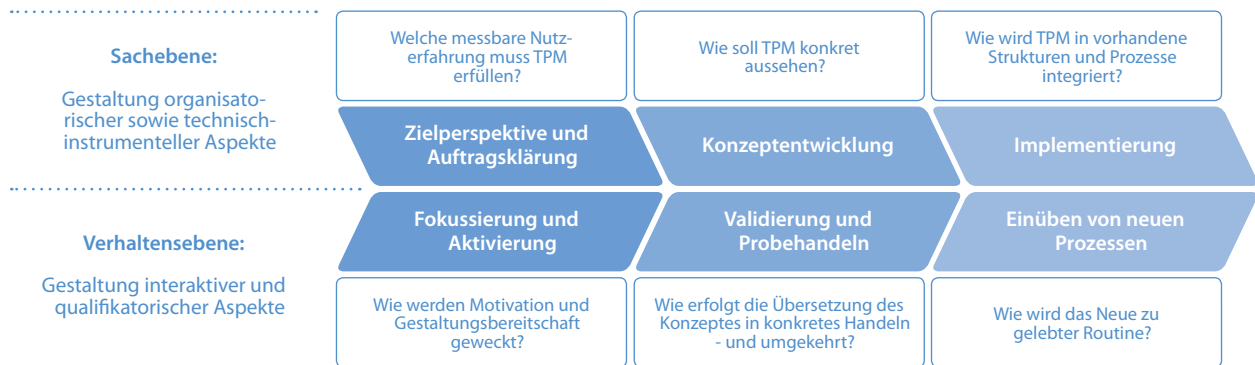 Sachebene:
Gestaltung organisato-
rischer sowie technisch-
instrumenteller Aspekte
Welche messbare Nutz-
erfahrung muss TPM
erfüllen?
Wie soll TPM konkret
aussehen?
Wie wird TPM in vorhandene
Strukturen und Prozesse
integriert?
Zielperspektive und
Auftragsklärung
Konzeptentwicklung
Implementierung
Verhaltensebene:
Gestaltung interaktiver und
qualifikatorischer Aspekte
Fokussierung und
Aktivierung
Validierung und
Probehandeln
Einüben von neuen
Prozessen
Wie werden Motivation und
Gestaltungsbereitschaft
geweckt?
Wie erfolgt die Übersetzung des
Konzeptes in konkretes Handeln
- und umgekehrt?
Wie wird das Neue zu
gelebter Routine?